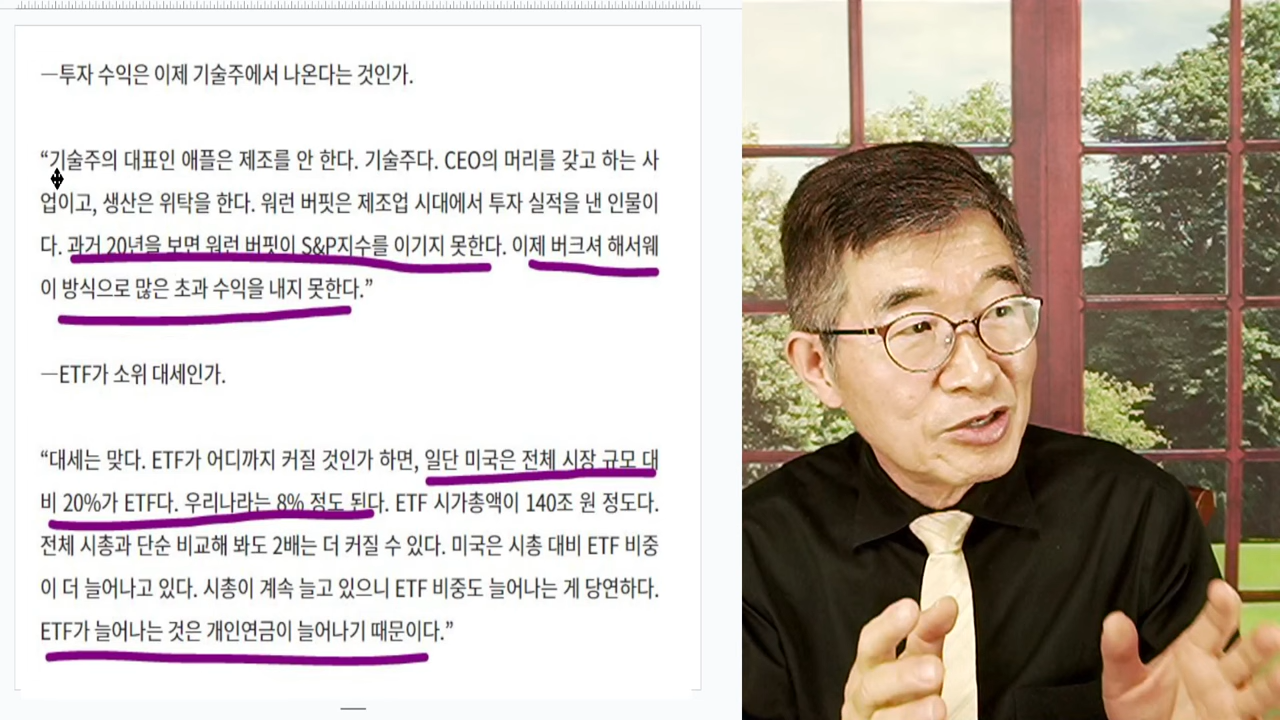 —투자 수익은 이제 기술주에서 나온다는 것인가.
“기술주의 대표인 애플은 제조를 안 한다. 기술주다. CEO의 머리를 갖고 하는 사
업이고, 생산은 위탁을 한다. 워런 버핏은 제조업 시대에서 투자 실적을 낸 인물이
다. 과거 20년을 보면 워런 버핏이 S&P지수를 이기지 못한다. 이제 버크셔 해서웨
이 방식으로 많은 초과 수익을 내지 못한다.”
—ETF가 소위 대세인가.
“대세는 맞다. ETF가 어디까지 커질 것인가 하면, 일단 미국은 전체 시장 규모 대
비 20%가 ETF다. 우리나라는 8% 정도 된다. ETF 시가총액이 140조 원 정도다.
전체 시총과 단순 비교해 봐도 2배는 더 커질 수 있다. 미국은 시총 대비 ETF 비중
이 더 늘어나고 있다. 시총이 계속 늘고 있으니 ETF 비중도 늘어나는 게 당연하다.
ETF가 늘어나는 것은 개인연금이 늘어나기 때문이다.”